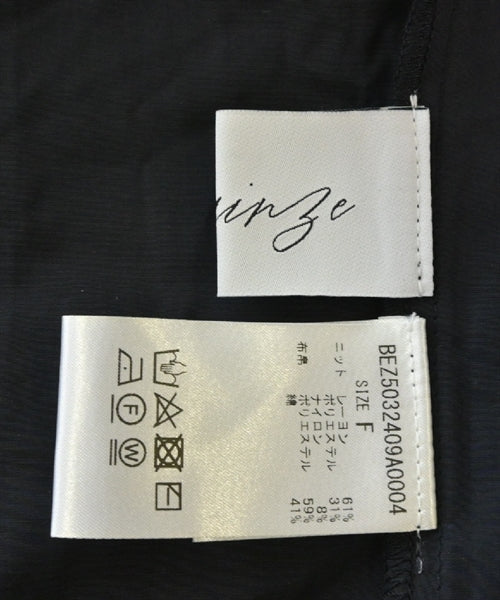 uinze
BEZ5032409A0004
SIZE F
ニット レーヨン 61%
ポリエステル 31%
ナイロン 8%
布帛 ポリエステル 59%
綿 41%
F
W